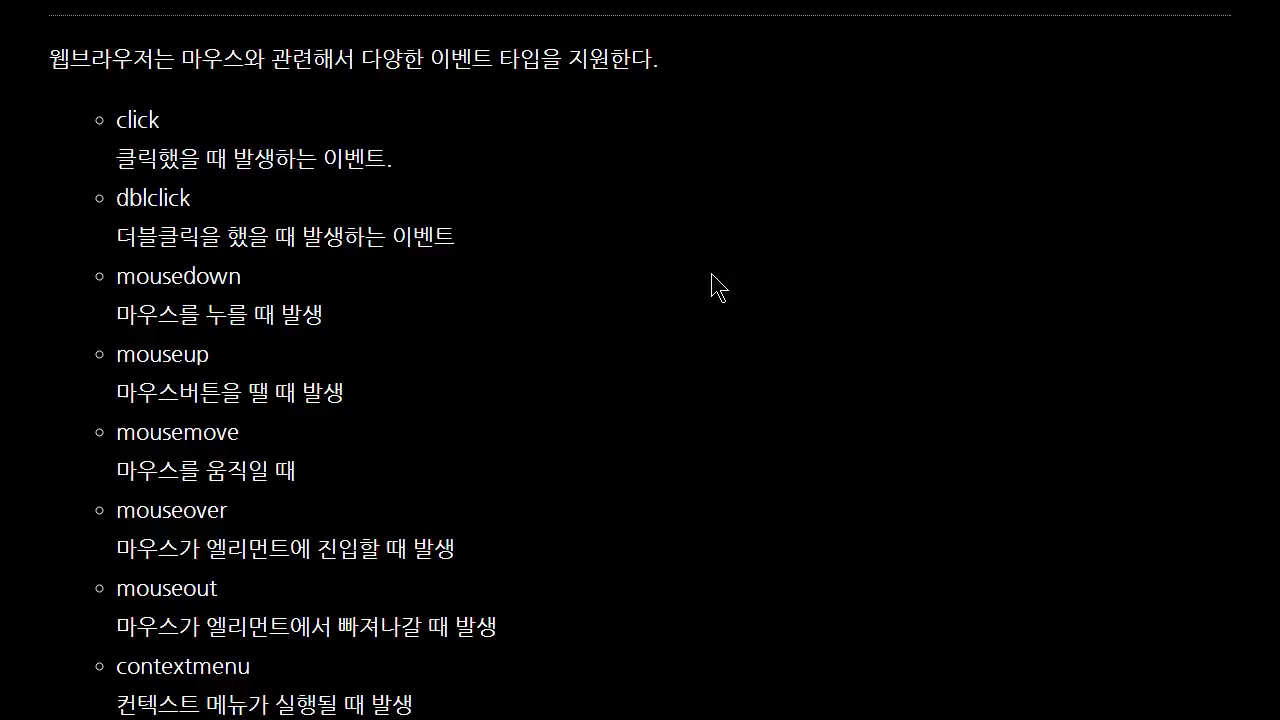 웹브라우저는 마우스와 관련해서 다양한 이벤트 타입을 지원한다.
click
클릭했을 때 발생하는 이벤트.
dblclick
더블클릭을 했을 때 발생하는 이벤트
mousedown
마우스를 누를 때 발생
mouseup
마우스버튼을 땔 때 발생
mousemove
마우스를 움직일 때
mouseover
마우스가 엘리먼트에 진입할 때 발생
mouseout
마우스가 엘리먼트에서 빠져나갈 때 발생
contextmenu
컨텍스트 메뉴가 실행될 때 발생